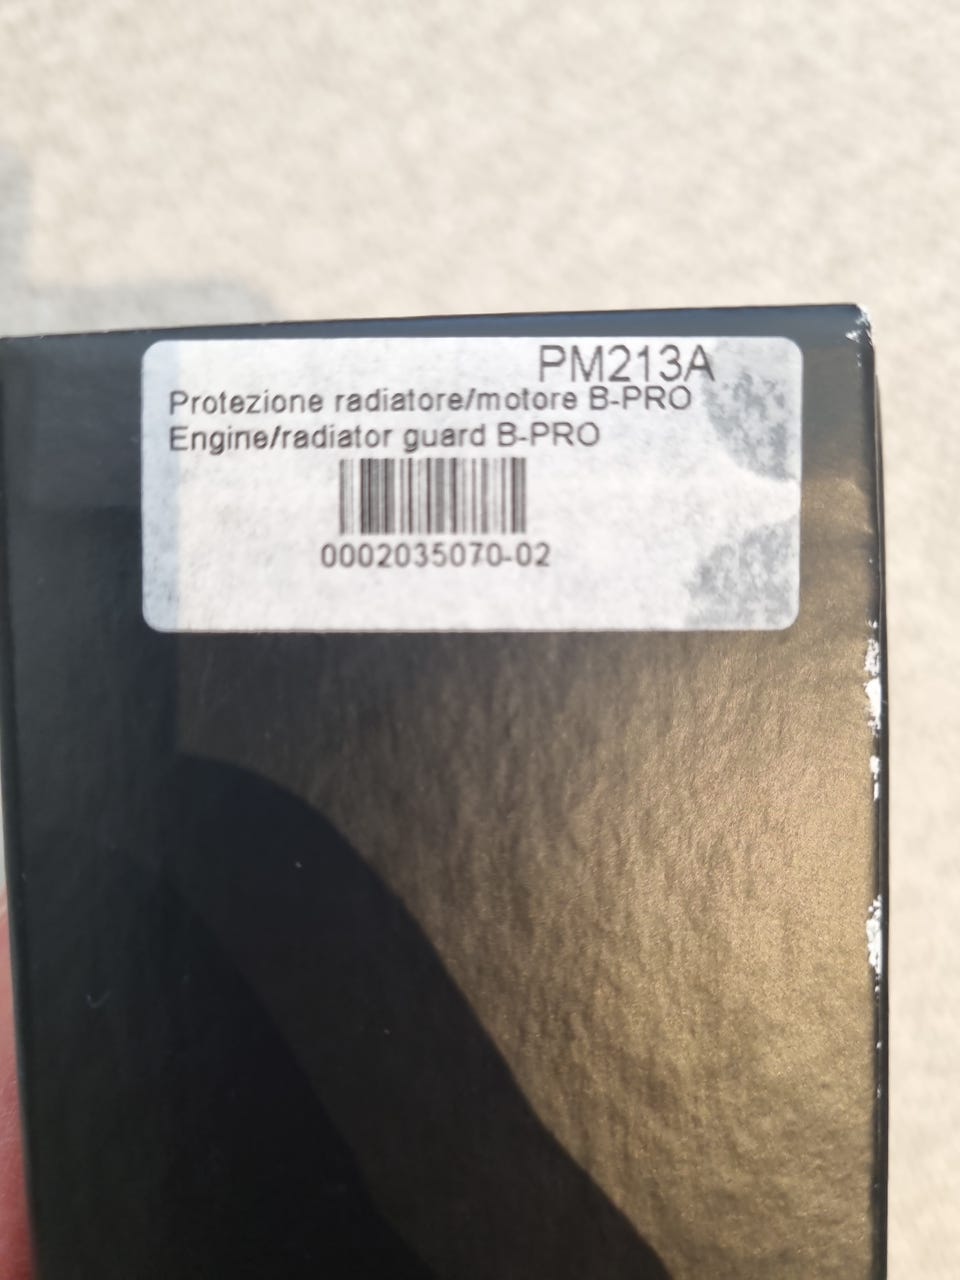 PM213A
Protezione radiatore/motore B-PRO
Engine/radiator guard B-PRO
0002035070-02